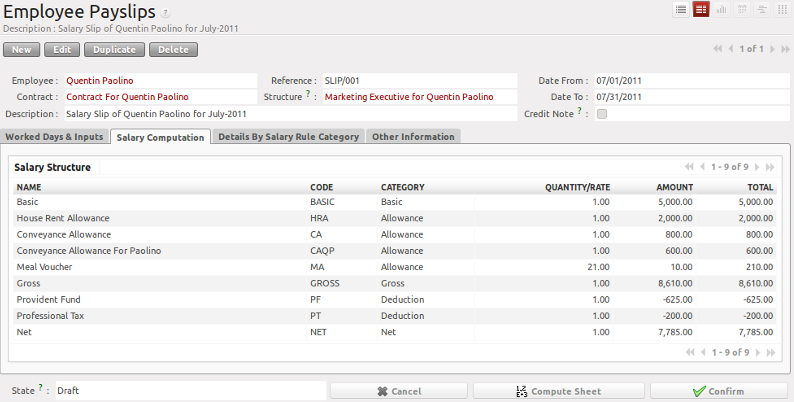 Employee Payslips ?
Description : Salary Slip of Quentin Paolino for July-2011
New Edit Duplicate Delete 1 of 1
Employee : Quentin Paolino Reference : SLIP/001 Date From : 07/01/2011
Contract : Contract For Quentin Paolino Structure ? : Marketing Executive for Quentin Paolino Date To : 07/31/2011
Description : Salary Slip of Quentin Paolino for July-2011 Credit Note ? :
Worked Days & Inputs Salary Computation Details By Salary Rule Category Other Information
Salary Structure 1 - 9 of 9
NAME CODE CATEGORY QUANTITY/RATE AMOUNT TOTAL
Basic BASIC Basic 1.00 5,000.00 5,000.00
House Rent Allowance HRA Allowance 1.00 2,000.00 2,000.00
Conveyance Allowance CA Allowance 1.00 800.00 800.00
Conveyance Allowance For Paolino CAQP Allowance 1.00 600.00 600.00
Meal Voucher MA Allowance 21.00 10.00 210.00
Gross GROSS Gross 1.00 8,610.00 8,610.00
Provident Fund PF Deduction 1.00 -625.00 -625.00
Professional Tax PT Deduction 1.00 -200.00 -200.00
Net NET Net 1.00 7,785.00 7,785.00
1 - 9 of 9
State ? : Draft Cancel Compute Sheet Confirm